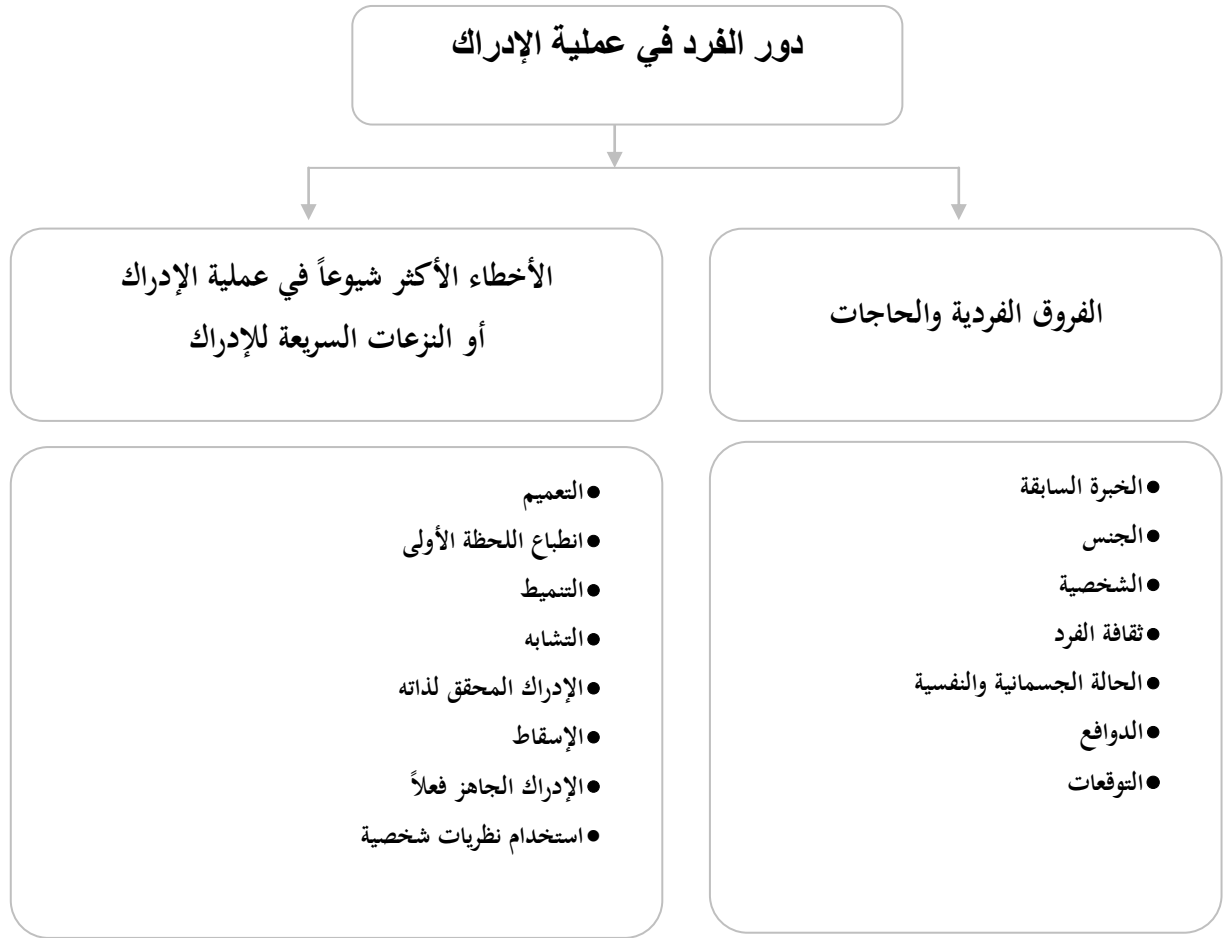 دور الفرد في عملية الإدراك
الفروق الفردية والحاجات
●الخبرة السابقة
●الجنس
●الشخصية
●ثقافة الفرد
●الحالة الجسمانية والنفسية
●الدوافع
●التوقعات
الأخطاء الأكثر شيوعاً في عملية الإدراك
أو النزعات السريعة للإدراك
●التعميم
●انطباع اللحظة الأولى
●التنميط
●التشابه
●الإدراك المحقق لذاته
●الإسقاط
●الإدراك الجاهز فعلاً
●استخدام نظريات شخصية